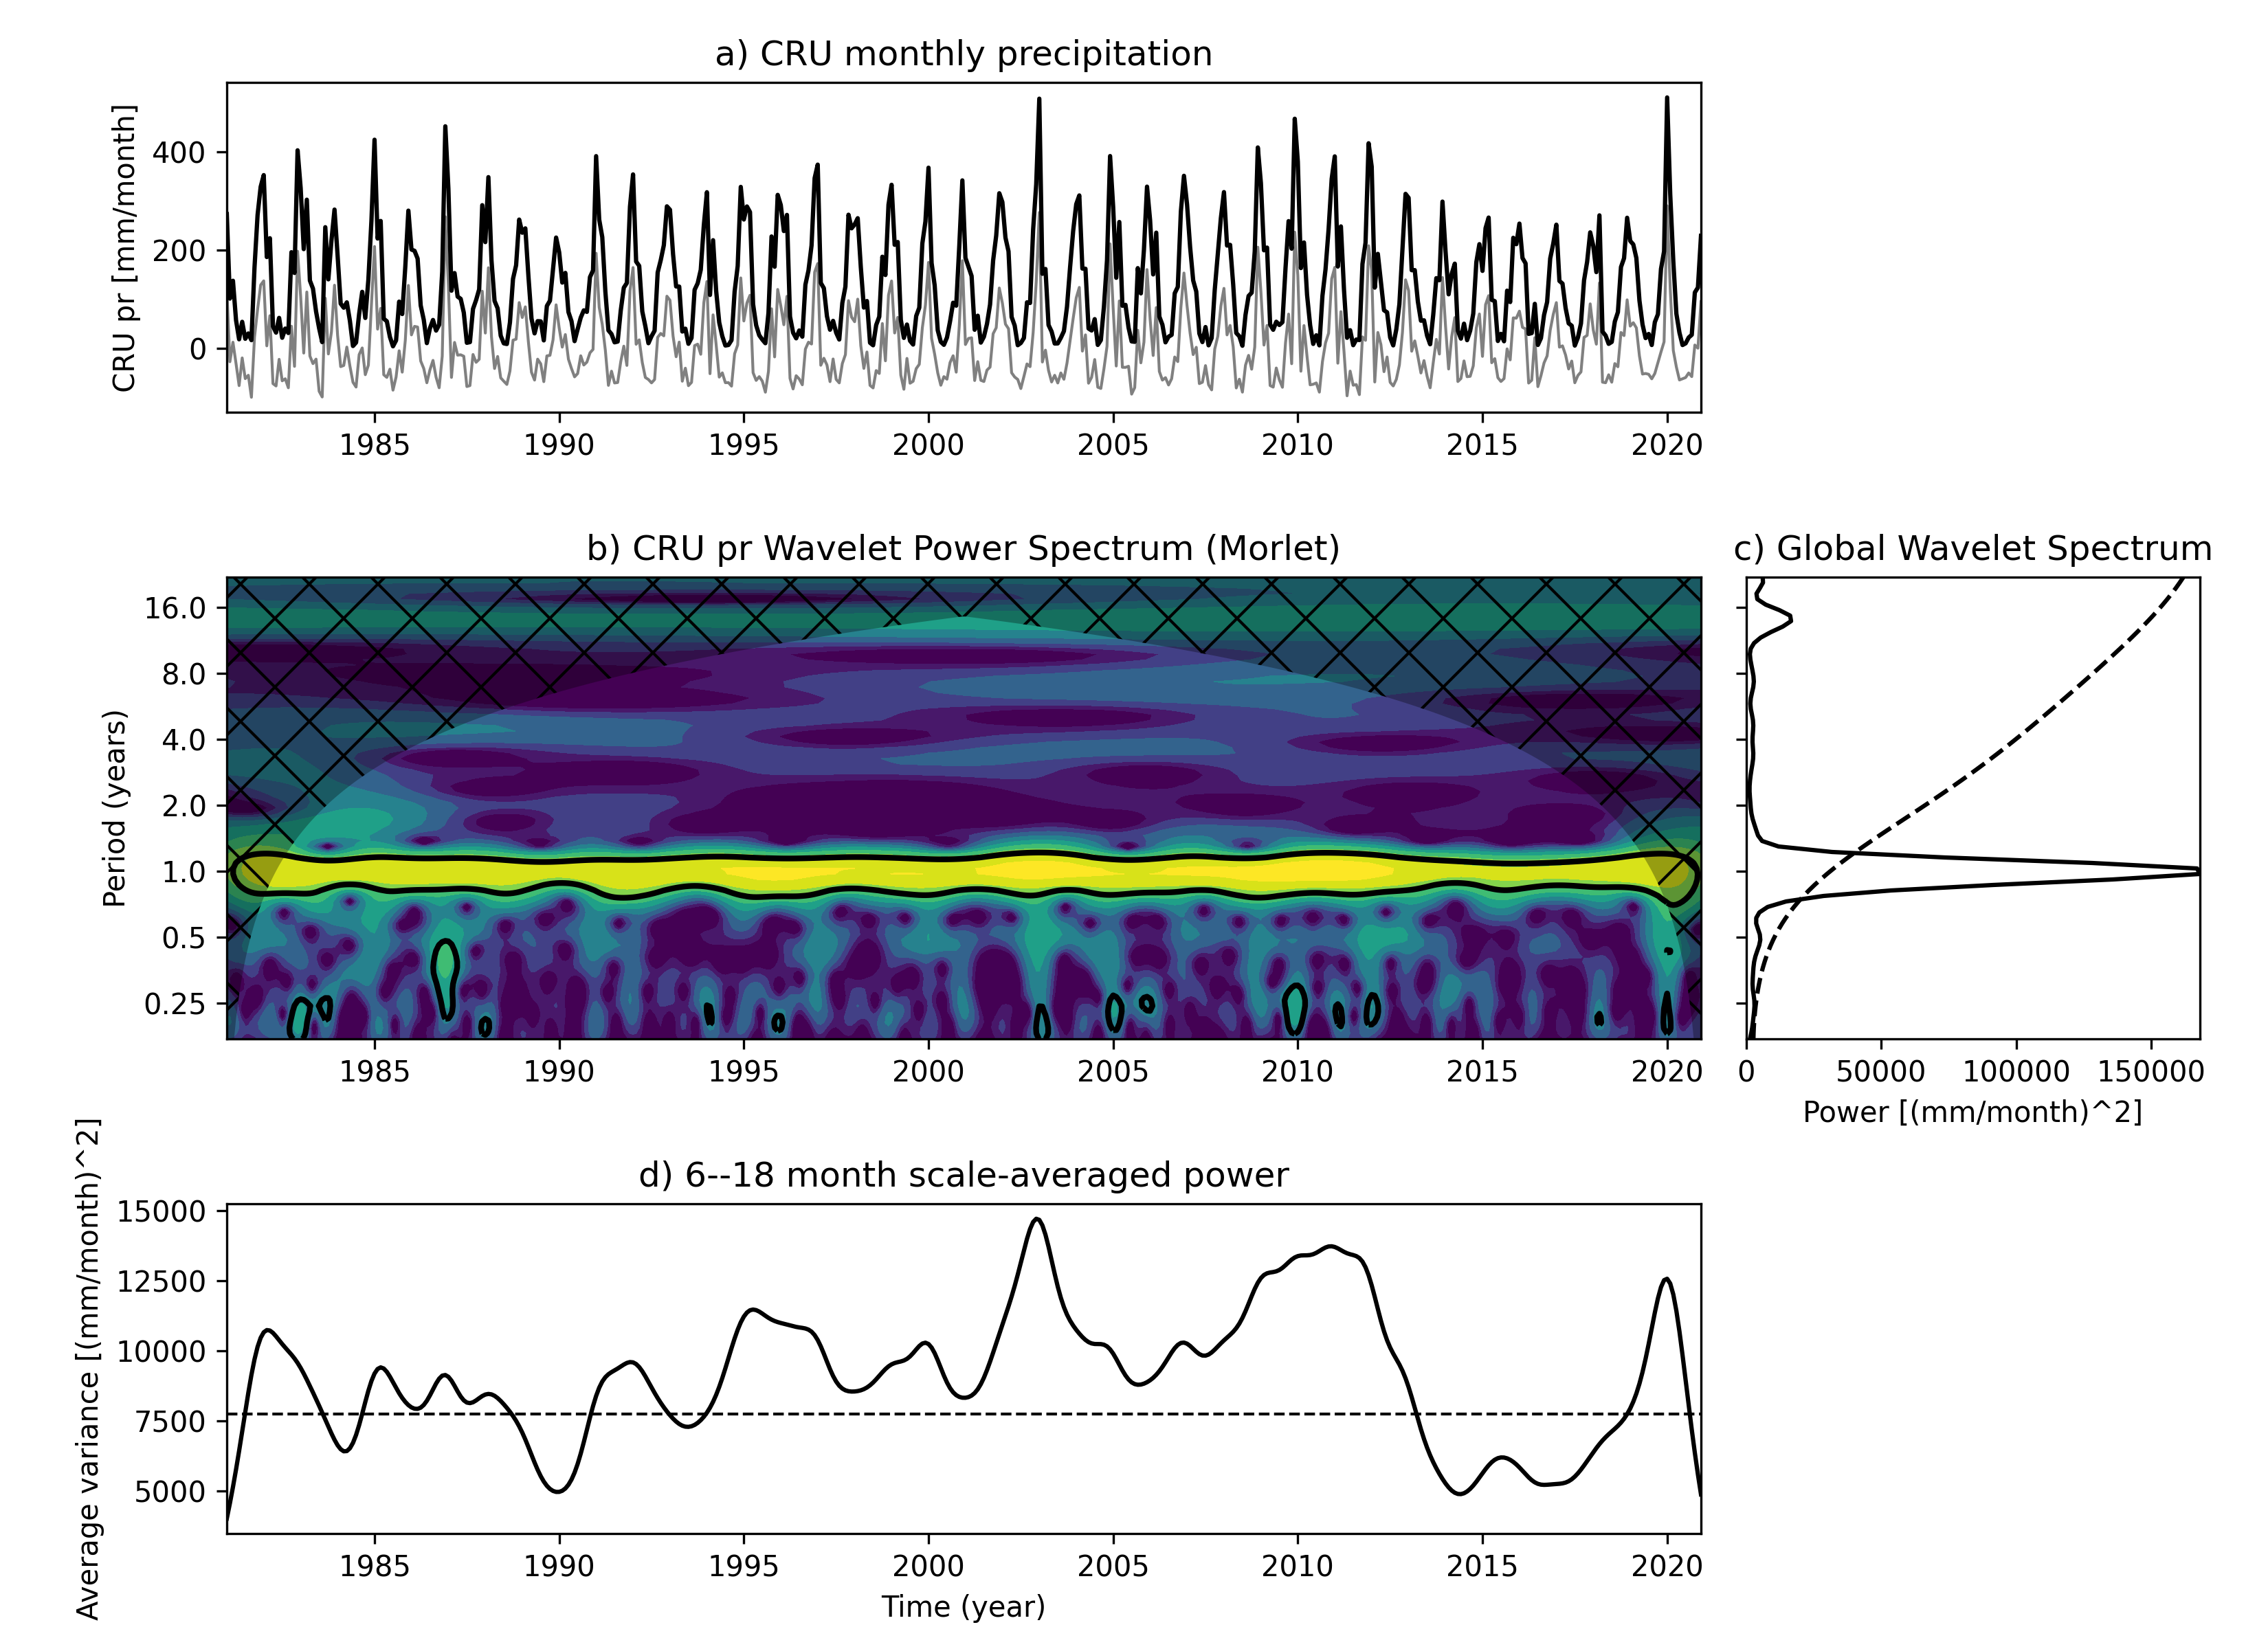 a) CRU monthly precipitation
CRU pr [mm/month]
400
200
0
1985 1990 1995 2000 2005 2010 2015 2020
b) CRU pr Wavelet Power Spectrum (Morlet)
Period (years)
16.0
8.0
4.0
2.0
1.0
0.5
0.25
1985 1990 1995 2000 2005 2010 2015 2020
c) Global Wavelet Spectrum
0 50000 100000 150000
Power [(mm/month)^2]
d) 6--18 month scale-averaged power
Average variance [(mm/month)^2]
15000
12500
10000
7500
5000
1985 1990 1995 2000 2005 2010 2015 2020
Time (year)